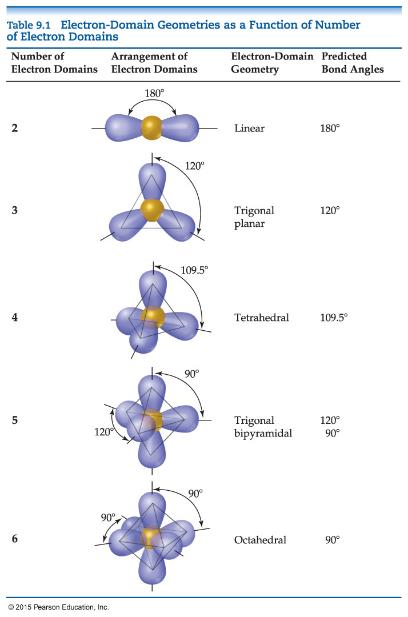 Table 9.1 Electron-Domain Geometries as a Function of Number
of Electron Domains
Number of Electron Domains
Arrangement of Electron Domains
Electron-Domain Geometry
Predicted Bond Angles
180°
2 Linear 180°
120°
3 Trigonal planar 120°
109.5°
4 Tetrahedral 109.5°
90°
5 Trigonal 120°
120° bipyramidal 90°
90°
90°
6 Octahedral 90°
© 2015 Pearson Education, Inc.